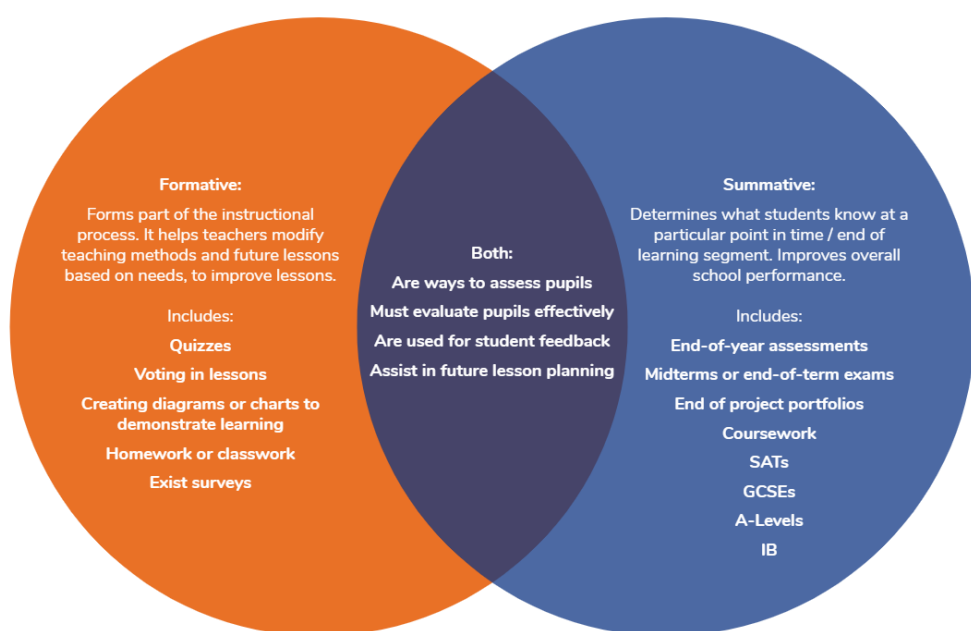 Formative:
Forms part of the instructional
process. It helps teachers modify
teaching methods and future lessons
based on needs, to improve lessons.
Includes:
Quizzes
Voting in lessons
Creating diagrams or charts to
demonstrate learning
Homework or classwork
Exist surveys
Both:
Are ways to assess pupils
Must evaluate pupils effectively
Are used for student feedback
Assist in future lesson planning
Summative:
Determines what students know at a
particular point in time / end of
learning segment. Improves overall
school performance.
Includes:
End-of-year assessments
Midterms or end-of-term exams
End of project portfolios
Coursework
SATs
GCSEs
A-Levels
IB